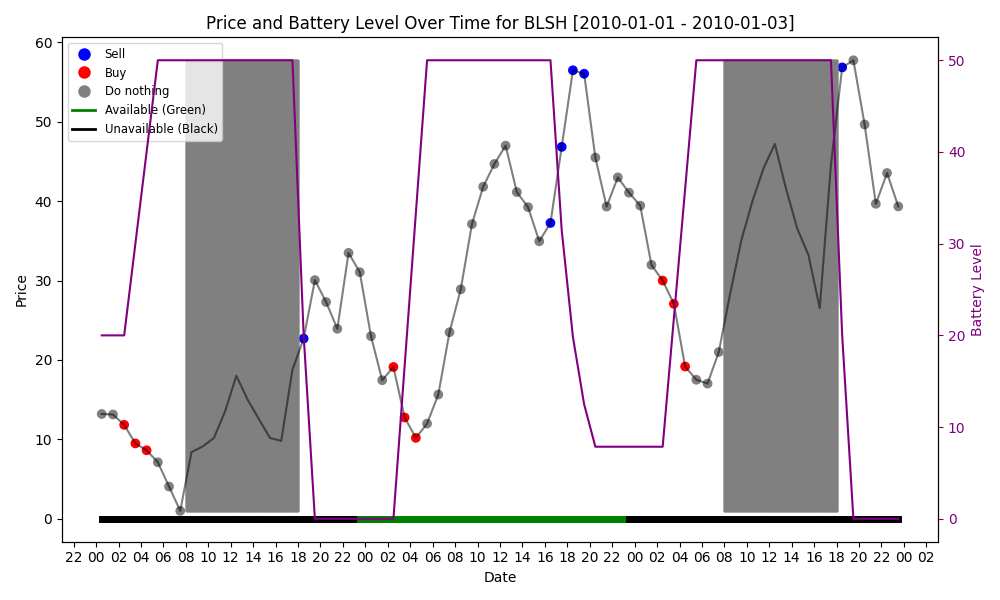 Price and Battery Level Over Time for BLSH [2010-01-01 - 2010-01-03]
Sell
Buy
Do nothing
Available (Green)
Unavailable (Black)
60
50
40
30
20
10
0
Price
50
40
30
20
10
0
Battery Level
22 00 02 04 06 08 10 12 14 16 18 20 22 00 02 04 06 08 10 12 14 16 18 20 22 00 02 04 06 08 10 12 14 16 18 20 22 00 02
Date